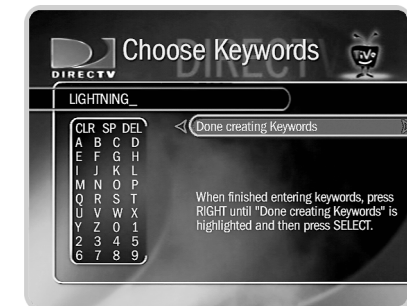 DIRECTV
Choose Keywords
TiVo
LIGHTNING_
CLR SP DEL
A B C D
E F G H
I J K L
M N O P
Q R S T
U V W X
Y Z 0 1
2 3 4 5
6 7 8 9
Done creating Keywords
When finished entering keywords, press
RIGHT until "Done creating Keywords" is
highlighted and then press SELECT.